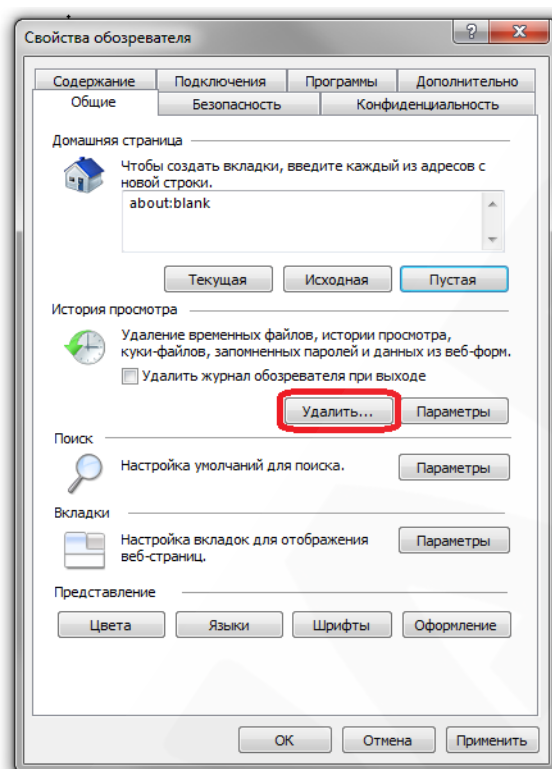 Свойства обозревателя
Содержание Подключения Программы Дополнительно
Общие Безопасность Конфиденциальность
Домашняя страница
Чтобы создать вкладки, введите каждый из адресов с
новой строки.
about:blank
Текущая Исходная Пустая
История просмотра
Удаление временных файлов, истории просмотра,
куки-файлов, запомненных паролей и данных из веб-форм.
Удалить журнал обозревателя при выходе
Удалить... Параметры
Поиск
Настройка умолчаний для поиска. Параметры
Вкладки
Настройка вкладок для отображения
веб-страниц. Параметры
Представление
Цвета Языки Шрифты Оформление
ОК Отмена Применить